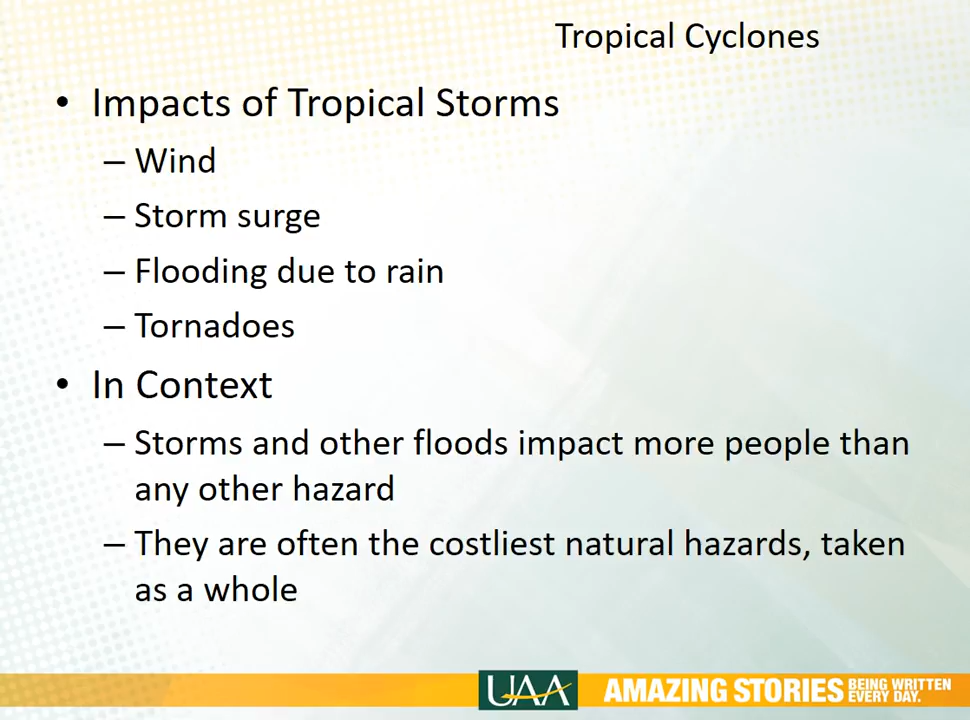 Tropical Cyclones
• Impacts of Tropical Storms
– Wind
– Storm surge
– Flooding due to rain
– Tornadoes
• In Context
– Storms and other floods impact more people than
any other hazard
– They are often the costliest natural hazards, taken
as a whole
UAA AMAZING STORIES BEING WRITTEN
EVERY DAY.